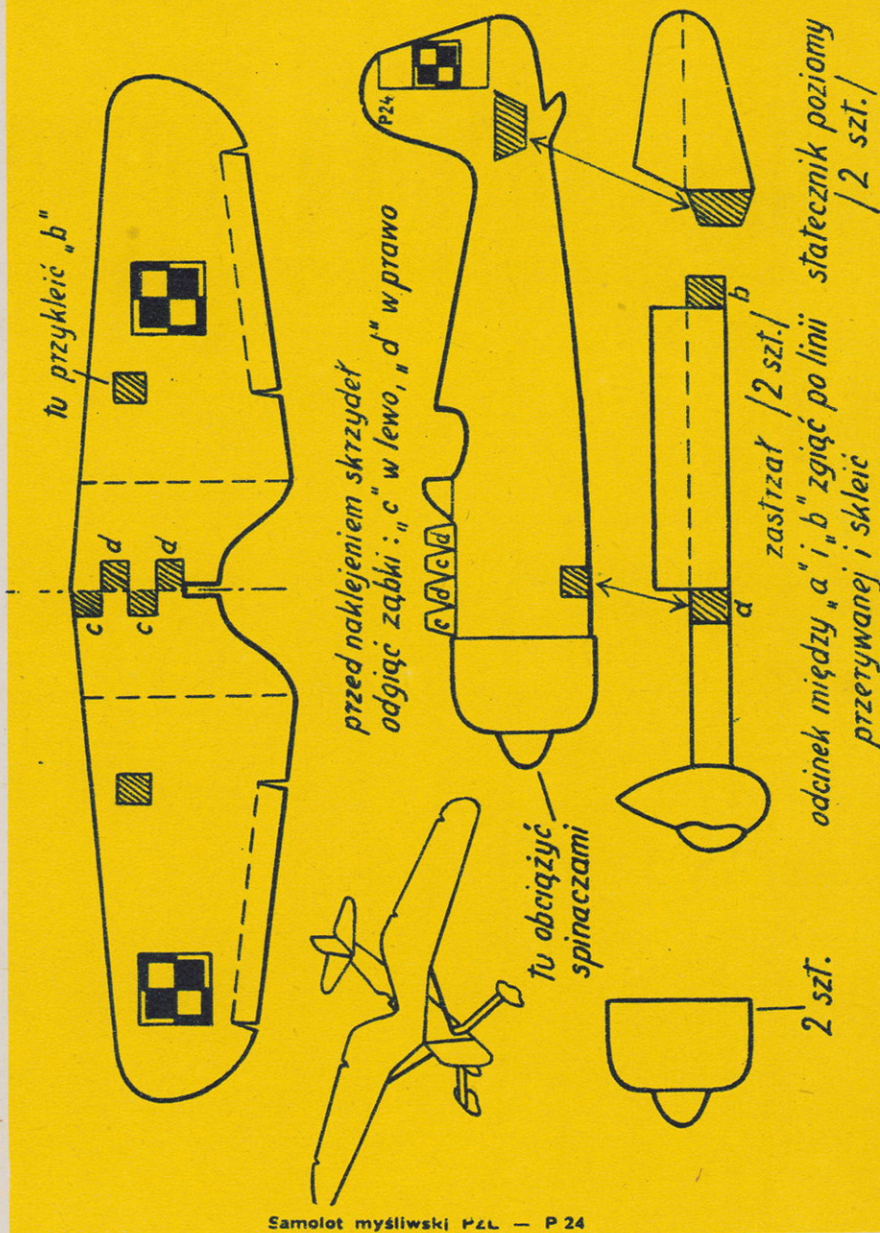 tu przykleić „b"
c
d
c
d
przed naklejeniem skrzydeł
odgiąć ząbki : „c" w lewo, „d" w prawo
c d c d
P24
tu obciążyć
spinaczami
a
b
zastrzał /2 szt./
odcinek między „a" i „b" zgiąć po linii
przerywanej i skleić
statecznik poziomy
/2 szt./
2 szt.
Samolot myśliwski PZL — P 24